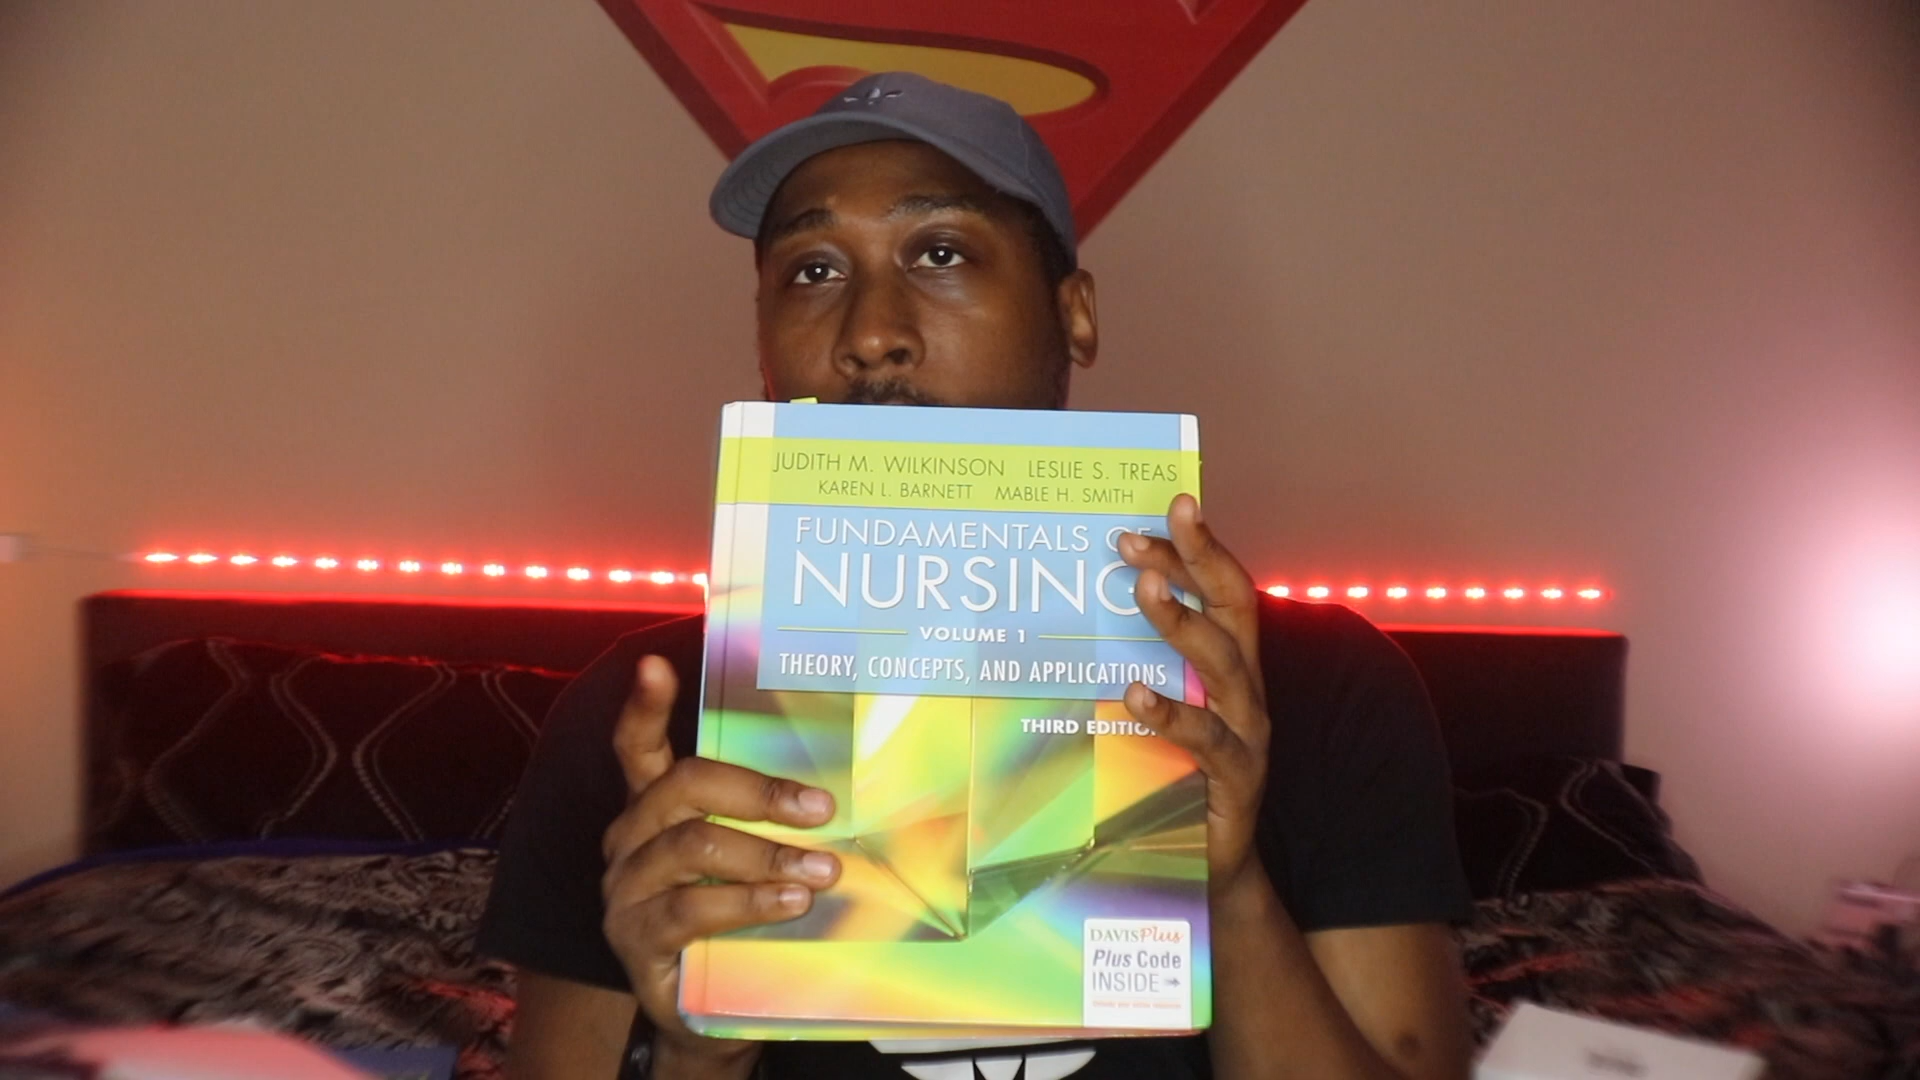 JUDITH M. WILKINSON LESLIE S. TREAS
KAREN L. BARNETT MABLE H. SMITH
FUNDAMENTALS OF
NURSING
VOLUME 1
THEORY, CONCEPTS, AND APPLICATIONS
THIRD EDITION
DAVISPlus
Plus Code
INSIDE